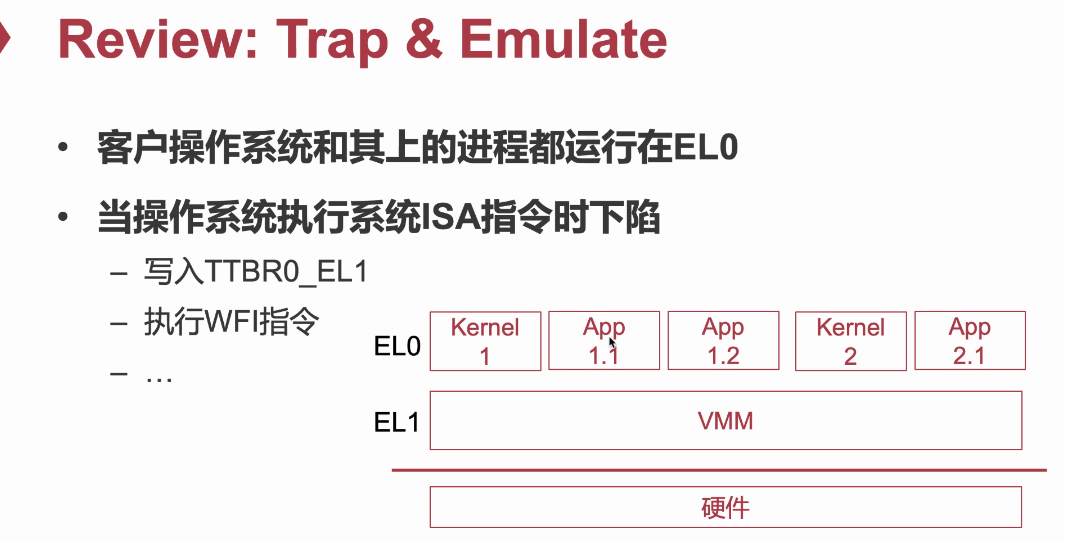 Review: Trap & Emulate
• 客户操作系统和其上的进程都运行在EL0
• 当操作系统执行系统ISA指令时下陷
– 写入TTBR0_EL1
– 执行WFI指令
– …
EL0
Kernel
1
App
1.1
App
1.2
Kernel
2
App
2.1
EL1
VMM
硬件